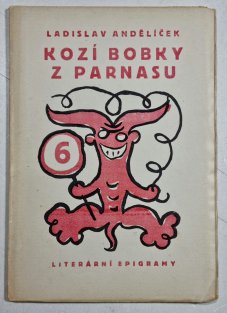 LADISLAV ANDĚLÍČEK
KOZÍ BOBKY
Z PARNASU
6
LITERÁRNÍ EPIGRAMY